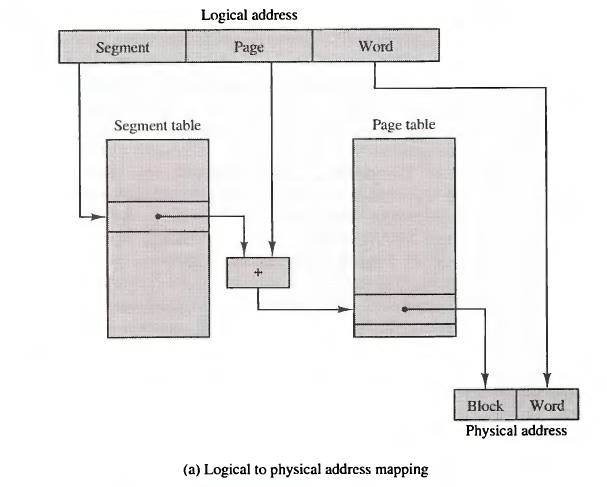 Logical address
Segment Page Word
Segment table Page table
+
Block Word
Physical address
(a) Logical to physical address mapping